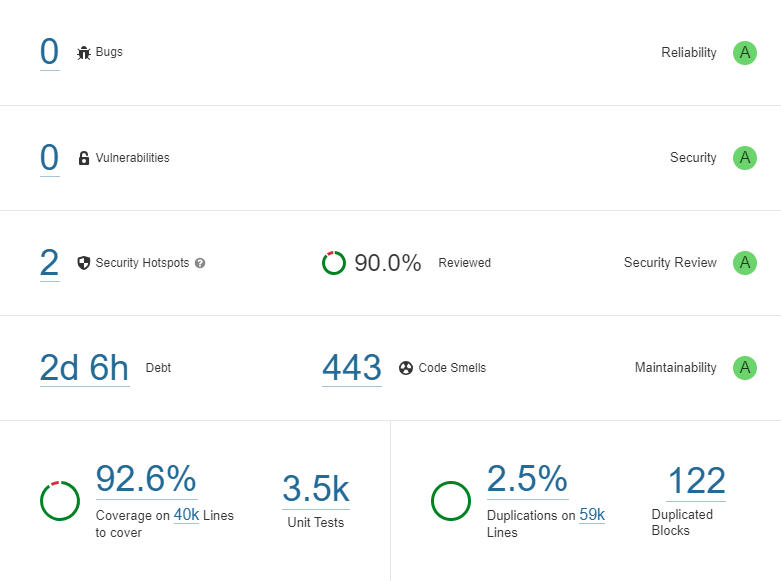 0 Bugs Reliability A
0 Vulnerabilities Security A
2 Security Hotspots ? 90.0% Reviewed Security Review A
2d 6h Debt 443 Code Smells Maintainability A
92.6%
Coverage on 40k Lines
to cover
3.5k
Unit Tests
2.5%
Duplications on 59k
Lines
122
Duplicated
Blocks